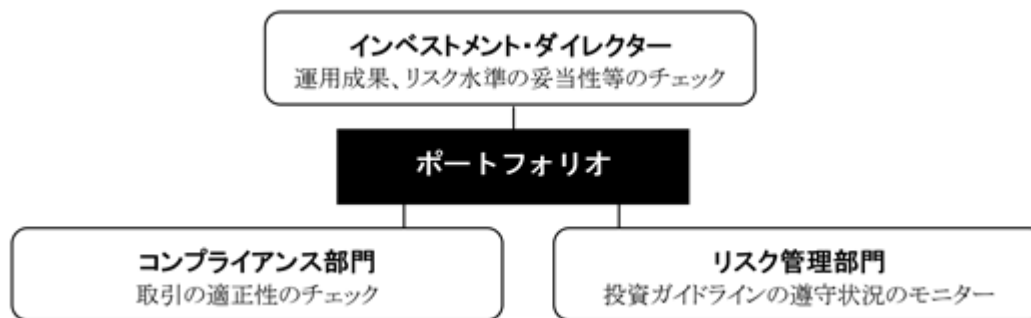 インベストメント・ダイレクター
運用成果、リスク水準の妥当性等のチェック
ポートフォリオ
コンプライアンス部門
取引の適正性のチェック
リスク管理部門
投資ガイドラインの遵守状況のモニター